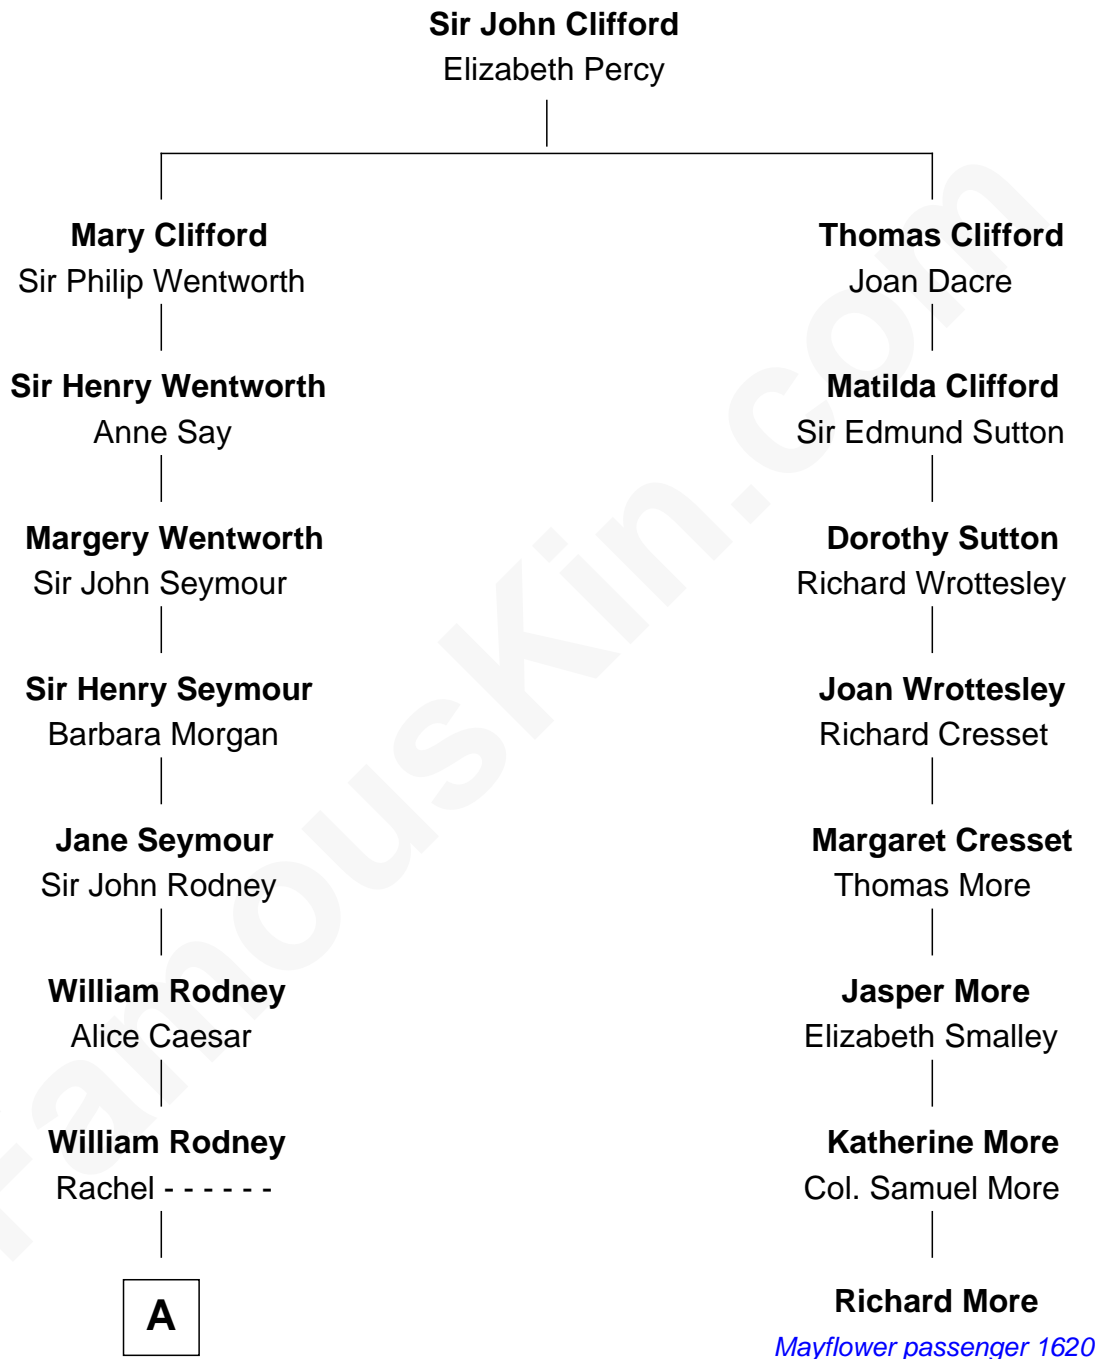 Sir John Clifford
Elizabeth Percy
Mary Clifford
Sir Philip Wentworth
Thomas Clifford
Joan Dacre
Sir Henry Wentworth
Anne Say
Matilda Clifford
Sir Edmund Sutton
Margery Wentworth
Sir John Seymour
Dorothy Sutton
Richard Wrottesley
Sir Henry Seymour
Barbara Morgan
Joan Wrottesley
Richard Cresset
Jane Seymour
Sir John Rodney
Margaret Cresset
Thomas More
William Rodney
Alice Caesar
Jasper More
Elizabeth Smalley
William Rodney
Rachel - - - - - -
Katherine More
Col. Samuel More
A
Richard More
Mayflower passenger 1620
FamousKin.com